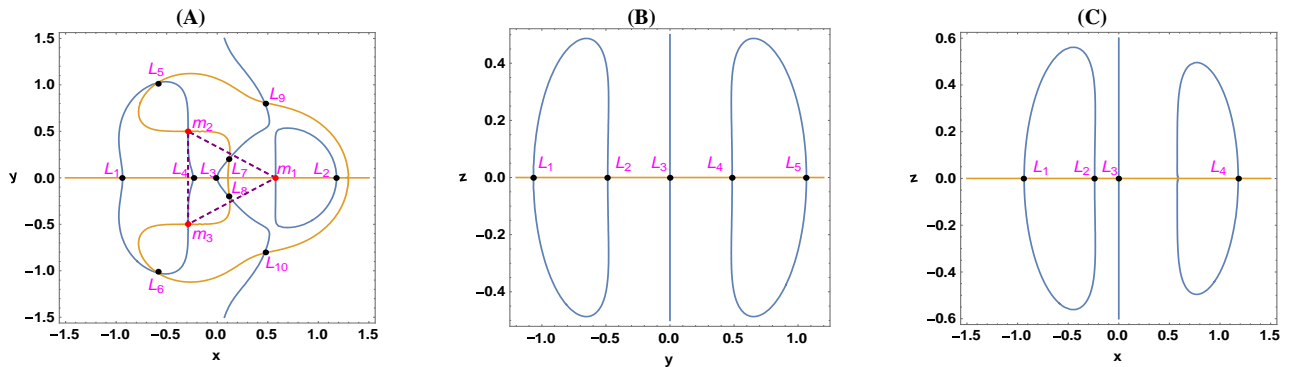 (A)
1.5
1.0
0.5
0.0
−0.5
−1.0
−1.5
y
L5
L9
m2
L1
L4
L3
L7
m1
L2
L8
m3
L6
L10
−1.5 −1.0 −0.5 0.0 0.5 1.0 1.5
x
(B)
0.4
0.2
0.0
−0.2
−0.4
z
L1 L2 L3 L4 L5
−1.0 −0.5 0.0 0.5 1.0
y
(C)
0.6
0.4
0.2
0.0
−0.2
−0.4
−0.6
z
L1 L2 L3 L4
−1.5 −1.0 −0.5 0.0 0.5 1.0 1.5
x